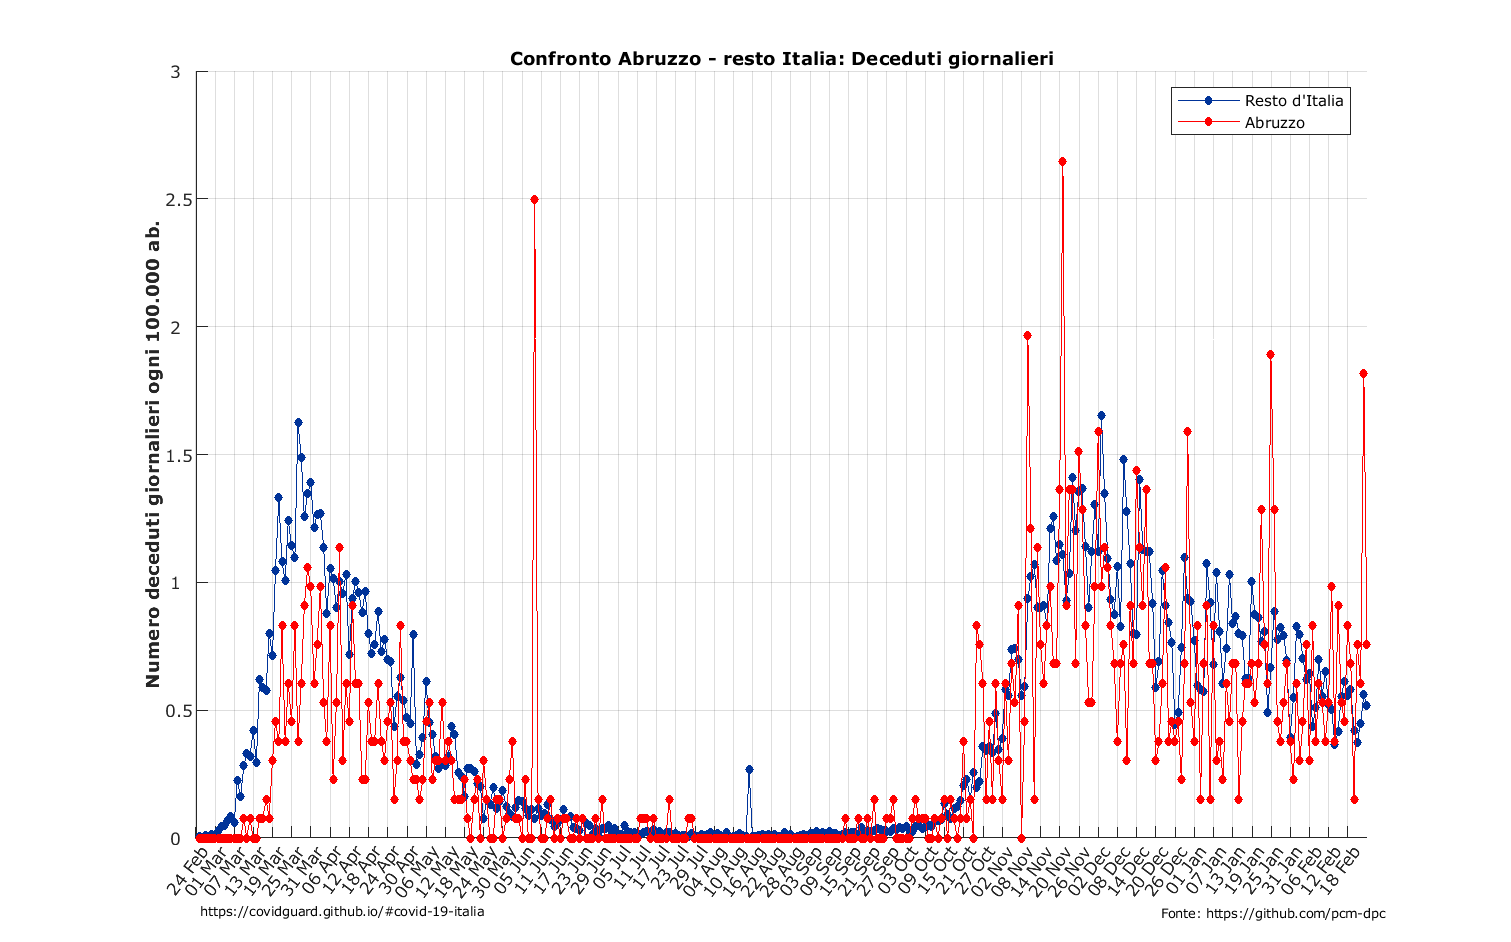 Confronto Abruzzo - resto Italia: Deceduti giornalieri
Numero deceduti giornalieri ogni 100.000 ab.
3
2.5
2
1.5
1
0.5
0
Resto d'Italia
Abruzzo
24 Feb
01 Mar
07 Mar
13 Mar
19 Mar
25 Mar
31 Mar
06 Apr
12 Apr
18 Apr
24 Apr
30 Apr
06 May
12 May
18 May
24 May
30 May
05 Jun
11 Jun
17 Jun
23 Jun
29 Jun
05 Jul
11 Jul
17 Jul
23 Jul
29 Jul
04 Aug
10 Aug
16 Aug
22 Aug
28 Aug
03 Sep
09 Sep
15 Sep
21 Sep
27 Sep
03 Oct
09 Oct
15 Oct
21 Oct
27 Oct
02 Nov
08 Nov
14 Nov
20 Nov
26 Nov
02 Dec
08 Dec
14 Dec
20 Dec
26 Dec
01 Jan
07 Jan
13 Jan
19 Jan
25 Jan
31 Jan
06 Feb
12 Feb
18 Feb
https://covidguard.github.io/#covid-19-italia
Fonte: https://github.com/pcm-dpc